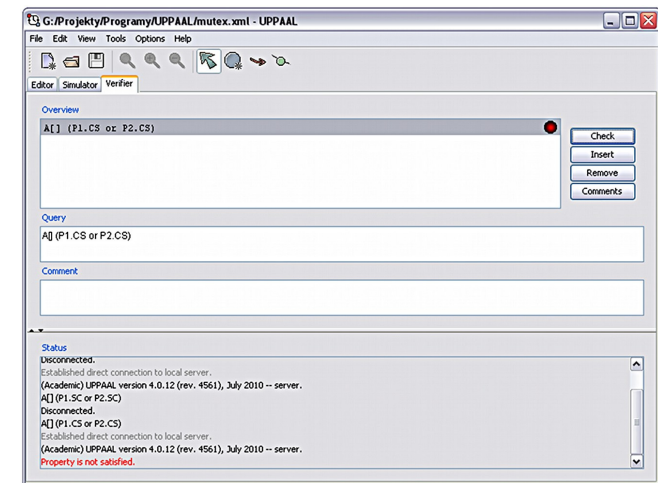 G:/Projekty/Programy/UPPAAL/mutex.xml - UPPAAL
File Edit View Tools Options Help
Editor Simulator Verifier
Overview
A[] (P1.CS or P2.CS)
Check
Insert
Remove
Comments
Query
A[] (P1.CS or P2.CS)
Comment
Status
Disconnected.
Established direct connection to local server.
(Academic) UPPAAL version 4.0.12 (rev. 4561), July 2010 -- server.
A[] (P1.SC or P2.SC)
Disconnected.
A[] (P1.CS or P2.CS)
Established direct connection to local server.
(Academic) UPPAAL version 4.0.12 (rev. 4561), July 2010 -- server.
Property is not satisfied.